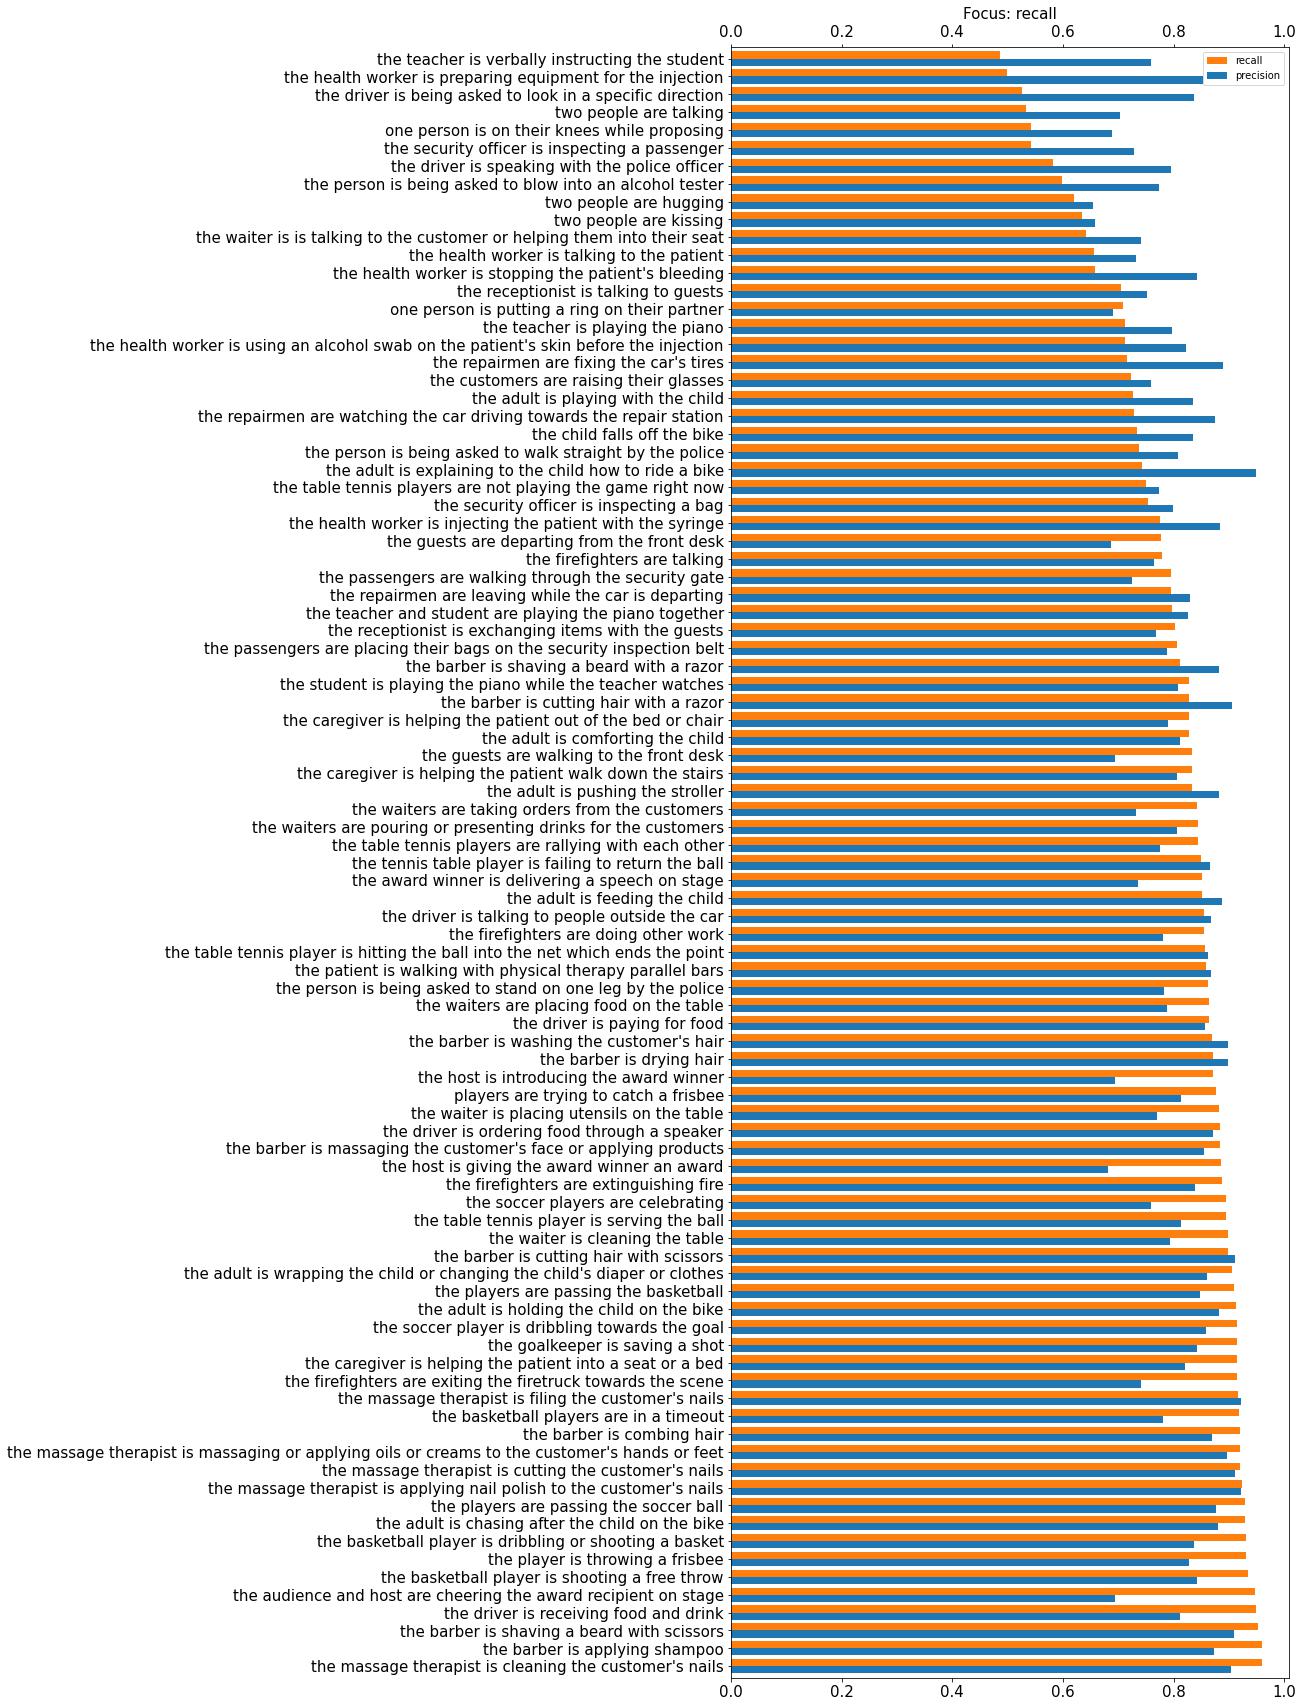 Focus: recall
0.0 0.2 0.4 0.6 0.8 1.0
recall
precision
the teacher is verbally instructing the student
the health worker is preparing equipment for the injection
the driver is being asked to look in a specific direction
two people are talking
one person is on their knees while proposing
the security officer is inspecting a passenger
the driver is speaking with the police officer
the person is being asked to blow into an alcohol tester
two people are hugging
two people are kissing
the waiter is is talking to the customer or helping them into their seat
the health worker is talking to the patient
the health worker is stopping the patient's bleeding
the receptionist is talking to guests
one person is putting a ring on their partner
the teacher is playing the piano
the health worker is using an alcohol swab on the patient's skin before the injection
the repairmen are fixing the car's tires
the customers are raising their glasses
the adult is playing with the child
the repairmen are watching the car driving towards the repair station
the child falls off the bike
the person is being asked to walk straight by the police
the adult is explaining to the child how to ride a bike
the table tennis players are not playing the game right now
the security officer is inspecting a bag
the health worker is injecting the patient with the syringe
the guests are departing from the front desk
the firefighters are talking
the passengers are walking through the security gate
the repairmen are leaving while the car is departing
the teacher and student are playing the piano together
the receptionist is exchanging items with the guests
the passengers are placing their bags on the security inspection belt
the barber is shaving a beard with a razor
the student is playing the piano while the teacher watches
the barber is cutting hair with a razor
the caregiver is helping the patient out of the bed or chair
the adult is comforting the child
the guests are walking to the front desk
the caregiver is helping the patient walk down the stairs
the adult is pushing the stroller
the waiters are taking orders from the customers
the waiters are pouring or presenting drinks for the customers
the table tennis players are rallying with each other
the tennis table player is failing to return the ball
the award winner is delivering a speech on stage
the adult is feeding the child
the driver is talking to people outside the car
the firefighters are doing other work
the table tennis player is hitting the ball into the net which ends the point
the patient is walking with physical therapy parallel bars
the person is being asked to stand on one leg by the police
the waiters are placing food on the table
the driver is paying for food
the barber is washing the customer's hair
the barber is drying hair
the host is introducing the award winner
players are trying to catch a frisbee
the waiter is placing utensils on the table
the driver is ordering food through a speaker
the barber is massaging the customer's face or applying products
the host is giving the award winner an award
the firefighters are extinguishing fire
the soccer players are celebrating
the table tennis player is serving the ball
the waiter is cleaning the table
the barber is cutting hair with scissors
the adult is wrapping the child or changing the child's diaper or clothes
the players are passing the basketball
the adult is holding the child on the bike
the soccer player is dribbling towards the goal
the goalkeeper is saving a shot
the caregiver is helping the patient into a seat or a bed
the firefighters are exiting the firetruck towards the scene
the massage therapist is filing the customer's nails
the basketball players are in a timeout
the barber is combing hair
the massage therapist is massaging or applying oils or creams to the customer's hands or feet
the massage therapist is cutting the customer's nails
the massage therapist is applying nail polish to the customer's nails
the players are passing the soccer ball
the adult is chasing after the child on the bike
the basketball player is dribbling or shooting a basket
the player is throwing a frisbee
the basketball player is shooting a free throw
the audience and host are cheering the award recipient on stage
the driver is receiving food and drink
the barber is shaving a beard with scissors
the barber is applying shampoo
the massage therapist is cleaning the customer's nails
0.0 0.2 0.4 0.6 0.8 1.0